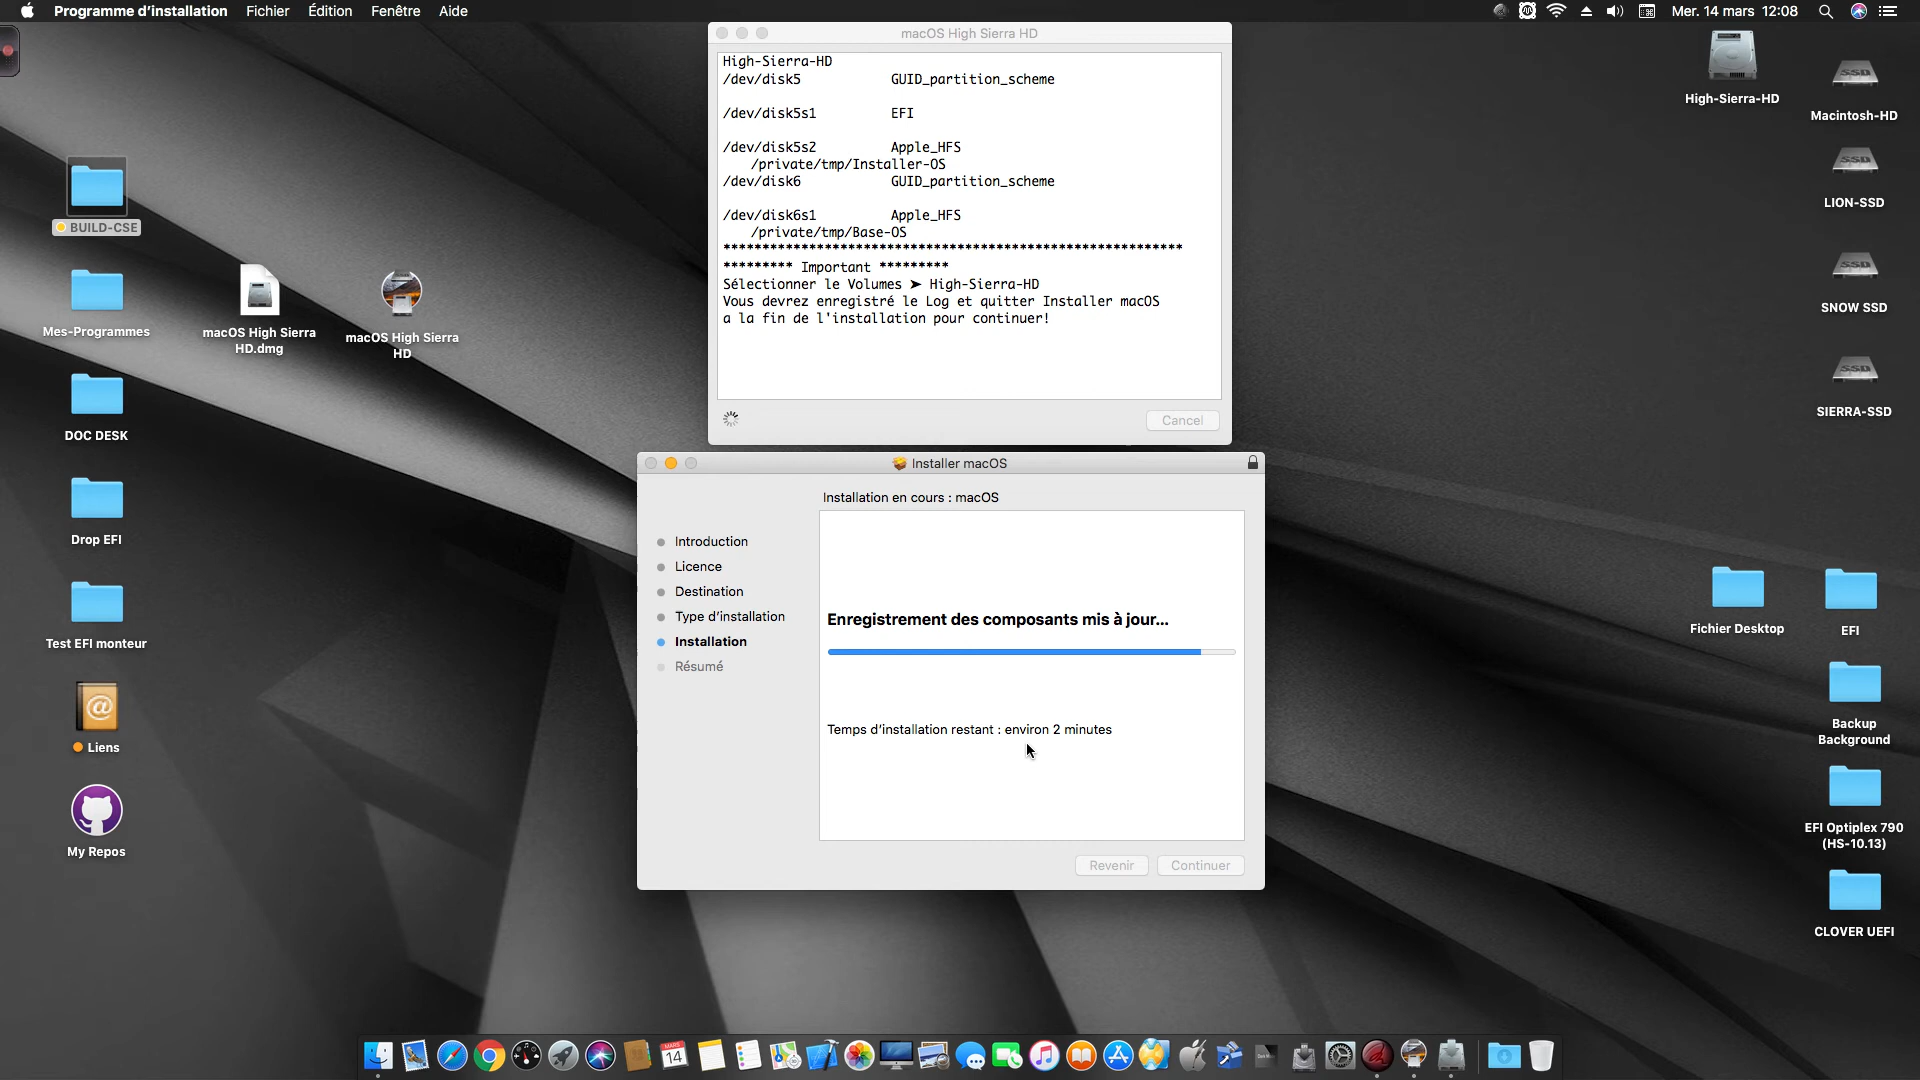 Programme d'installation Fichier Édition Fenêtre Aide
Mer. 14 mars 12:08
macOS High Sierra HD
High-Sierra-HD
/dev/disk5 GUID_partition_scheme
/dev/disk5s1 EFI
/dev/disk5s2 Apple_HFS
/private/tmp/Installer-OS
/dev/disk6 GUID_partition_scheme
/dev/disk6s1 Apple_HFS
/private/tmp/Base-OS
***********************************************************
********* Important *********
Sélectionner le Volumes ➤ High-Sierra-HD
Vous devrez enregistré le Log et quitter Installer macOS
a la fin de l'installation pour continuer!
Cancel
Installer macOS
Installation en cours : macOS
Introduction
Licence
Destination
Type d'installation
Installation
Résumé
Enregistrement des composants mis à jour...
Temps d'installation restant : environ 2 minutes
Revenir Continuer
BUILD-CSE
Mes-Programmes
macOS High Sierra
HD.dmg
macOS High Sierra
HD
DOC DESK
Drop EFI
Test EFI monteur
Liens
My Repos
High-Sierra-HD
SSD
Macintosh-HD
SSD
LION-SSD
SSD
SNOW SSD
SSD
SIERRA-SSD
Fichier Desktop
EFI
Backup
Background
EFI Optiplex 790
(HS-10.13)
CLOVER UEFI
MARS
14